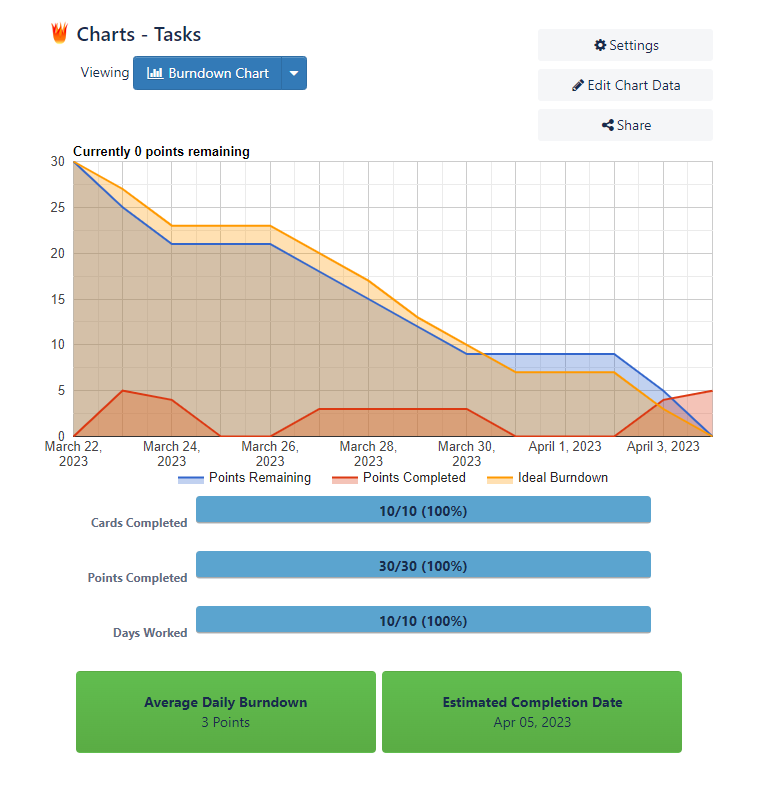 Charts - Tasks
Settings
Viewing Burndown Chart
Edit Chart Data
Share
Currently 0 points remaining
30
25
20
15
10
5
0
March 22, 2023
March 24, 2023
March 26, 2023
March 28, 2023
March 30, 2023
April 1, 2023
April 3, 2023
Points Remaining Points Completed Ideal Burndown
10/10 (100%)
Cards Completed
30/30 (100%)
Points Completed
10/10 (100%)
Days Worked
Average Daily Burndown
3 Points
Estimated Completion Date
Apr 05, 2023